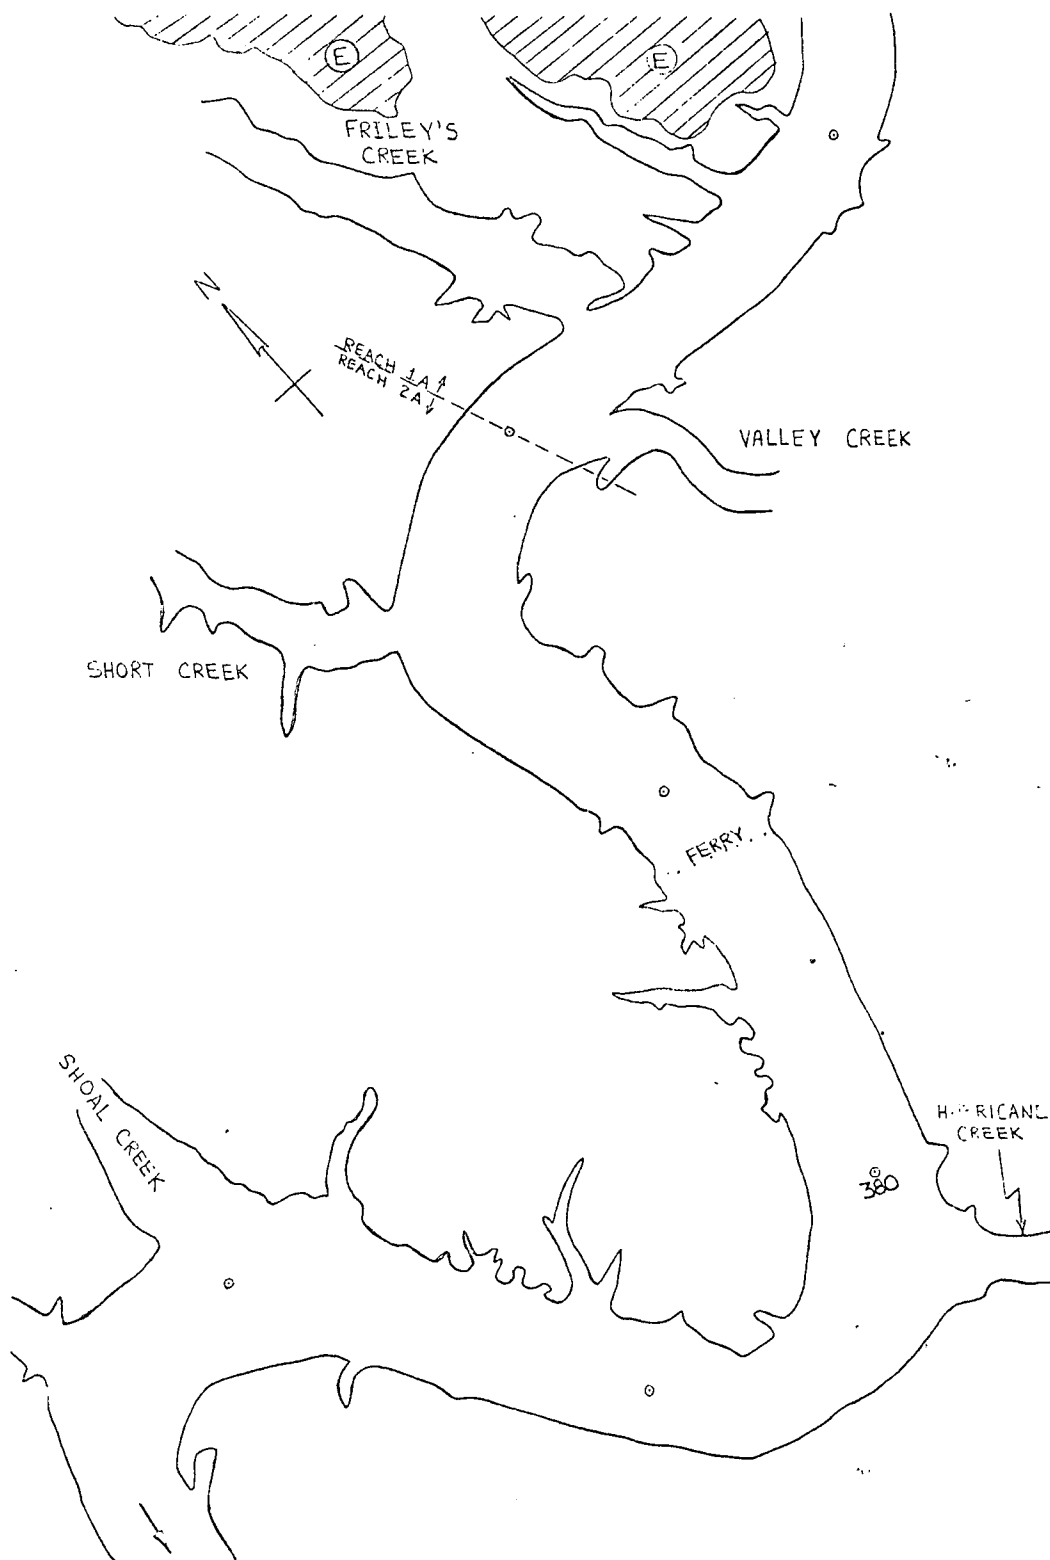 E
E
FRILEY'S
CREEK
N
REACH 1A
REACH 2A
VALLEY CREEK
SHORT CREEK
FERRY
SHOAL CREEK
CREEK
380